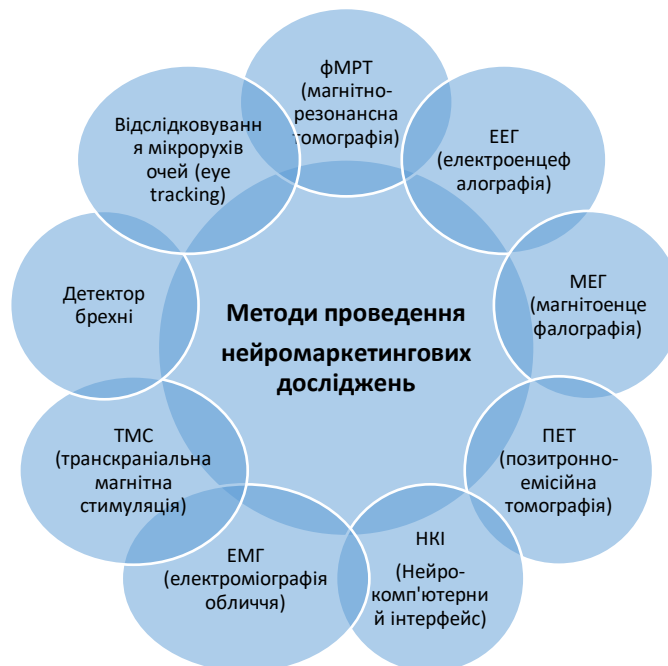 фМРТ
(магнітно-
резонансна
томографія)
ЕЕГ
(електроенцеф
алографія)
МЕГ
(магнітоенце
фалографія)
ПЕТ
(позитронно-
емісійна
томографія)
НКІ
(Нейро-
комп'ютерни
й інтерфейс)
ЕМГ
(електроміографія
обличчя)
ТМС
(транскраніальна
магнітна
стимуляція)
Детектор
брехні
Відслідковуванн
я мікрорухів
очей (eye
tracking)
Методи проведення
нейромаркетингових
досліджень